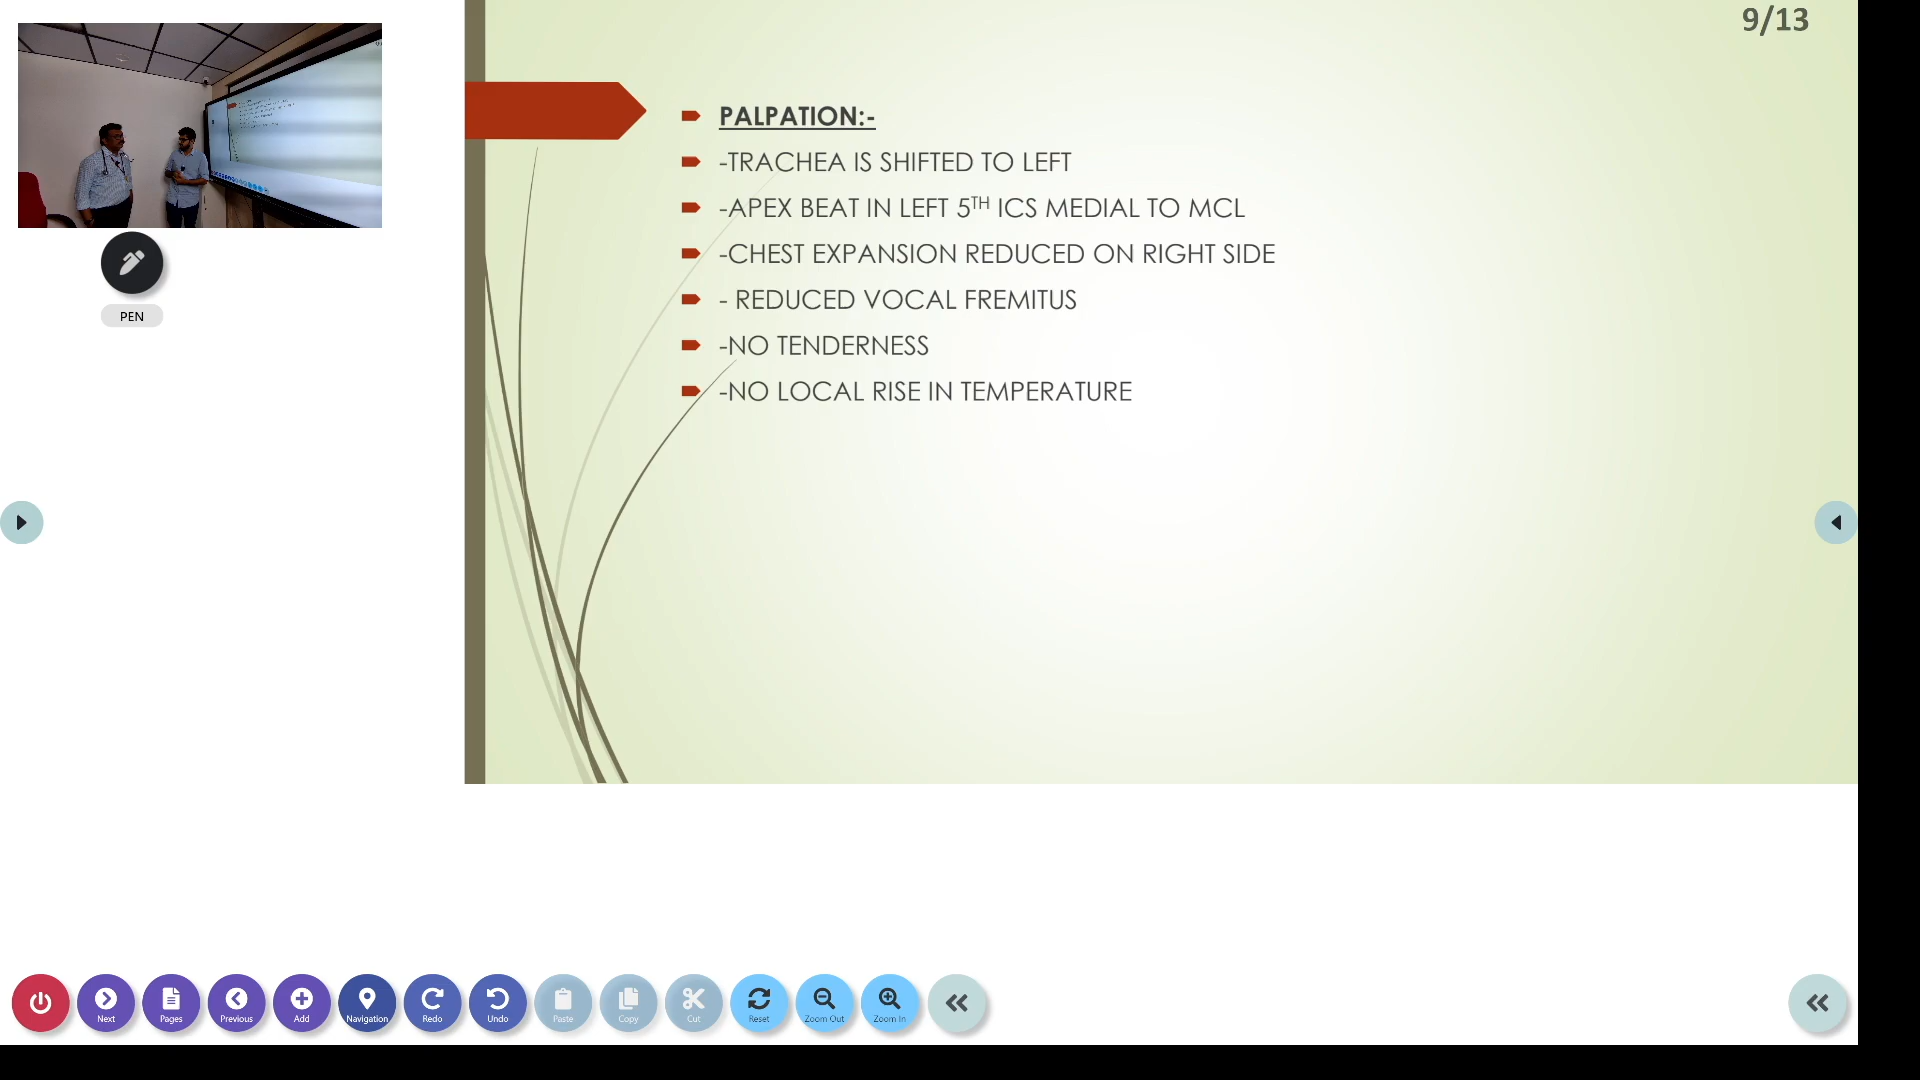 9/13
PALPATION:-
-TRACHEA IS SHIFTED TO LEFT
-APEX BEAT IN LEFT 5TH ICS MEDIAL TO MCL
-CHEST EXPANSION REDUCED ON RIGHT SIDE
- REDUCED VOCAL FREMITUS
-NO TENDERNESS
-NO LOCAL RISE IN TEMPERATURE
PEN
Next Pages Previous Add Navigation Redo Undo Paste Copy Cut Reset Zoom Out Zoom In